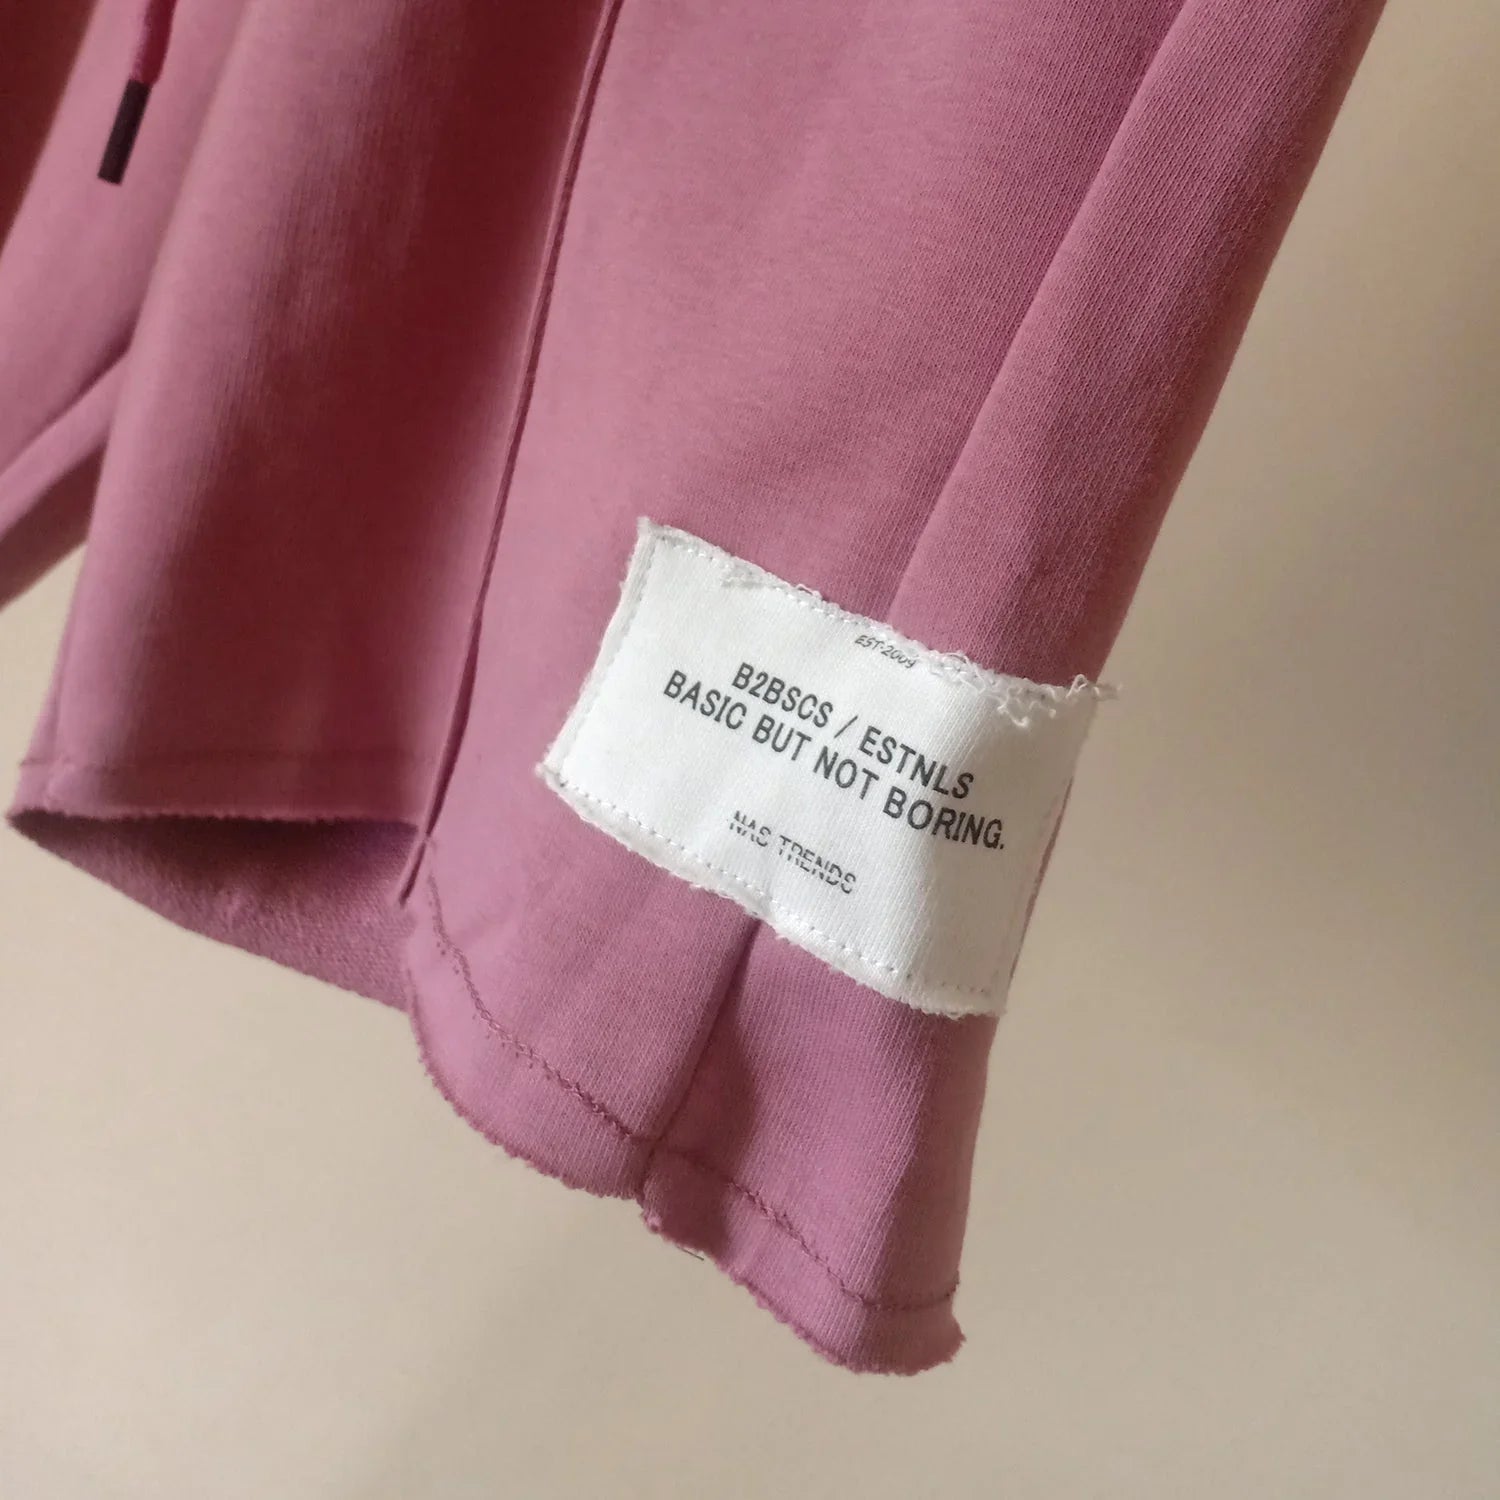 EST·2009
B2BSCS / ESTNLS
BASIC BUT NOT BORING.
NAS TRENDS